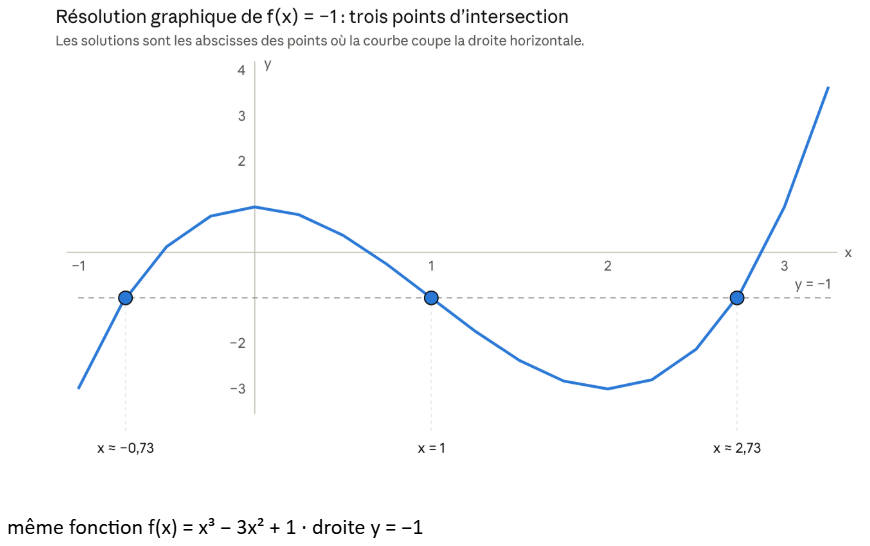 Résolution graphique de f(x) = −1 : trois points d’intersection
Les solutions sont les abscisses des points où la courbe coupe la droite horizontale.
4
y
3
2
−1
1
2
3
x
y = −1
−2
−3
x ≈ −0,73
x = 1
x ≈ 2,73
même fonction f(x) = x³ − 3x² + 1 · droite y = −1